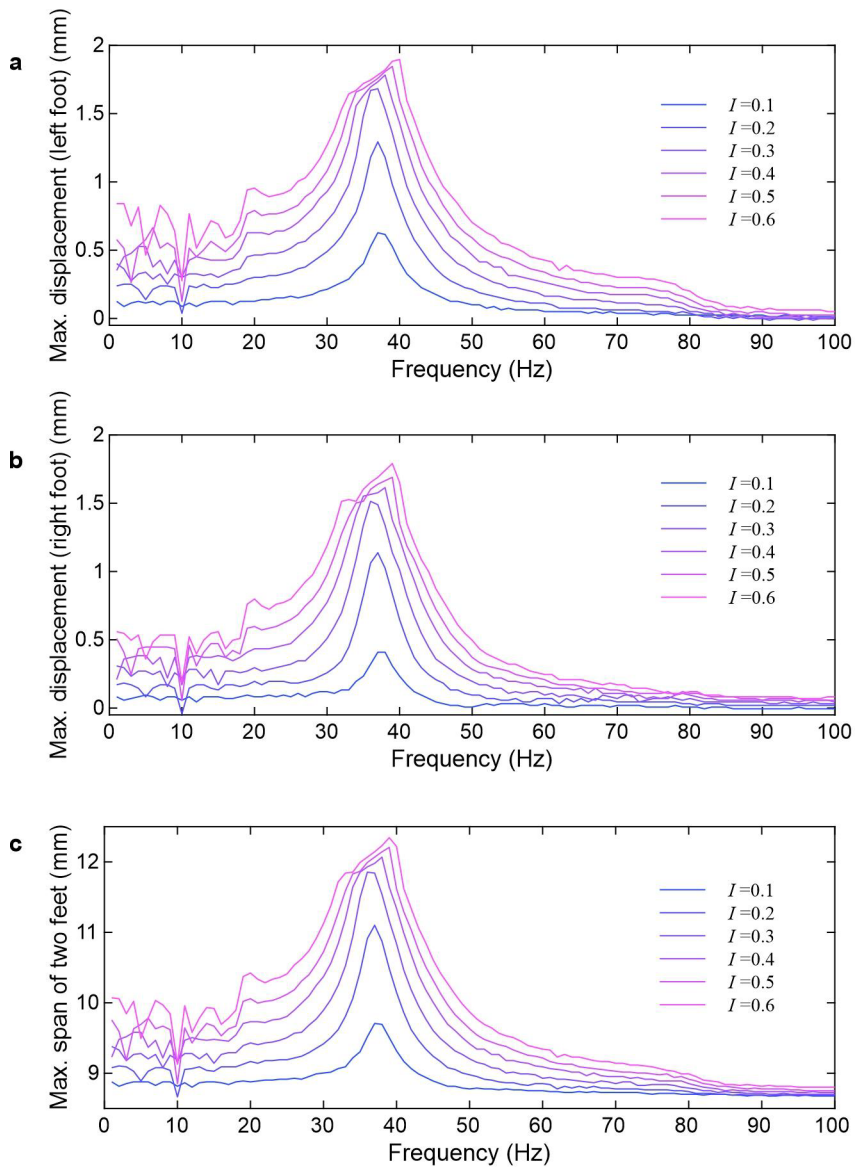 a
Max. displacement (left foot) (mm)
2
1.5
1
0.5
0
I=0.1
I=0.2
I=0.3
I=0.4
I=0.5
I=0.6
0 10 20 30 40 50 60 70 80 90 100
Frequency (Hz)
b
Max. displacement (right foot) (mm)
2
1.5
1
0.5
0
I=0.1
I=0.2
I=0.3
I=0.4
I=0.5
I=0.6
0 10 20 30 40 50 60 70 80 90 100
Frequency (Hz)
c
Max. span of two feet (mm)
12
11
10
9
I=0.1
I=0.2
I=0.3
I=0.4
I=0.5
I=0.6
0 10 20 30 40 50 60 70 80 90 100
Frequency (Hz)